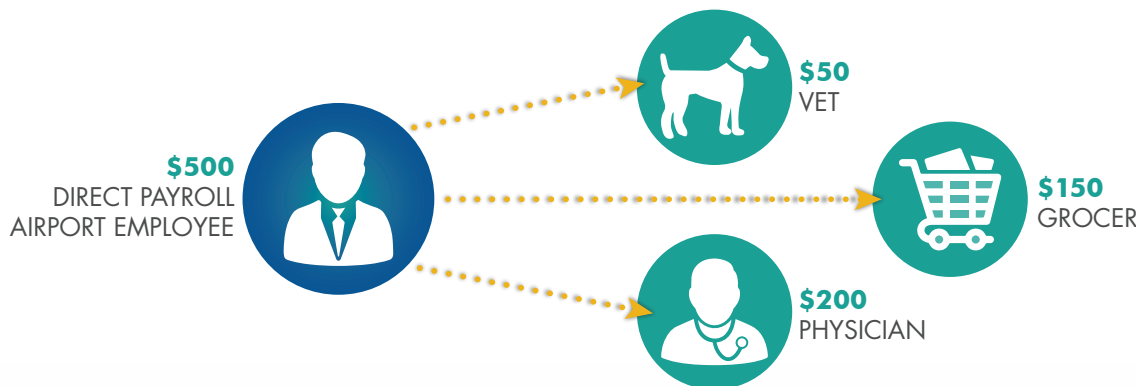 $500
DIRECT PAYROLL
AIRPORT EMPLOYEE
$50
VET
$150
GROCER
$200
PHYSICIAN